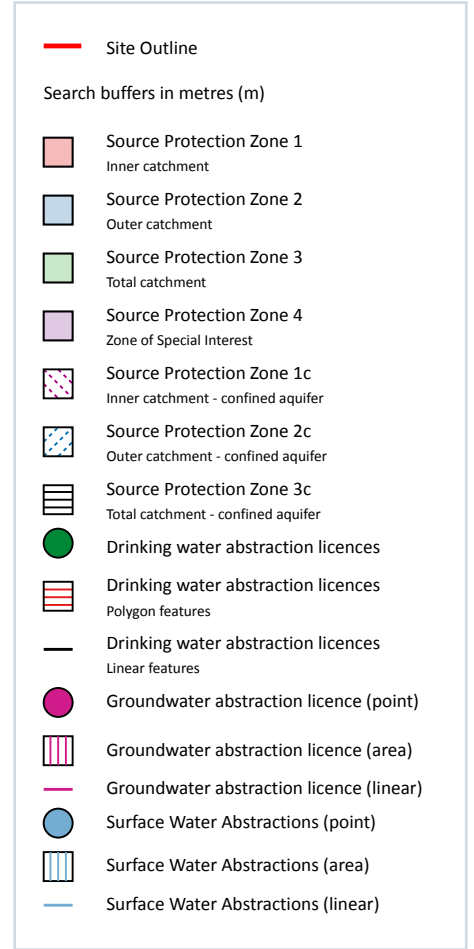 Site Outline
Search buffers in metres (m)
Source Protection Zone 1
Inner catchment
Source Protection Zone 2
Outer catchment
Source Protection Zone 3
Total catchment
Source Protection Zone 4
Zone of Special Interest
Source Protection Zone 1c
Inner catchment - confined aquifer
Source Protection Zone 2c
Outer catchment - confined aquifer
Source Protection Zone 3c
Total catchment - confined aquifer
Drinking water abstraction licences
Drinking water abstraction licences
Polygon features
Drinking water abstraction licences
Linear features
Groundwater abstraction licence (point)
Groundwater abstraction licence (area)
Groundwater abstraction licence (linear)
Surface Water Abstractions (point)
Surface Water Abstractions (area)
Surface Water Abstractions (linear)